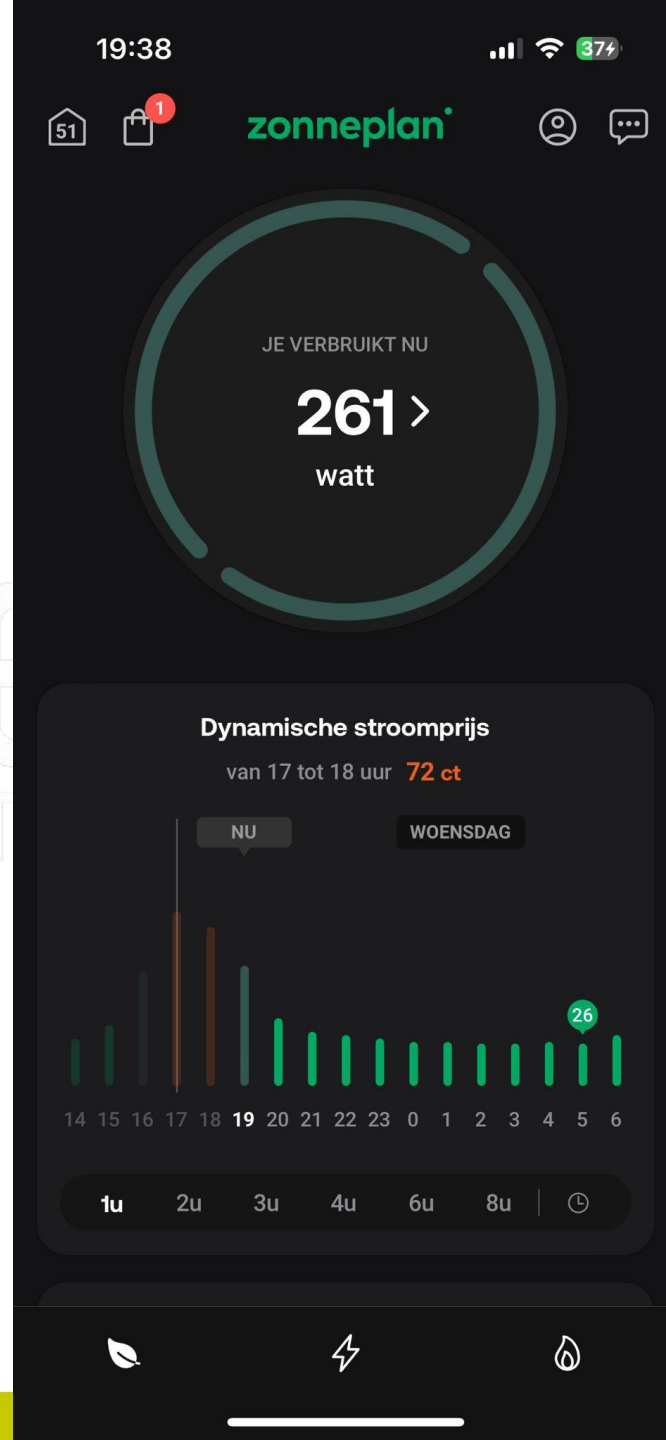 19:38
37
51
1
zonneplan
JE VERBRUIKT NU
261 >
watt
Dynamische stroomprijs
van 17 tot 18 uur 72 ct
NU WOENSDAG
26
14 15 16 17 18 19 20 21 22 23 0 1 2 3 4 5 6
1u 2u 3u 4u 6u 8u